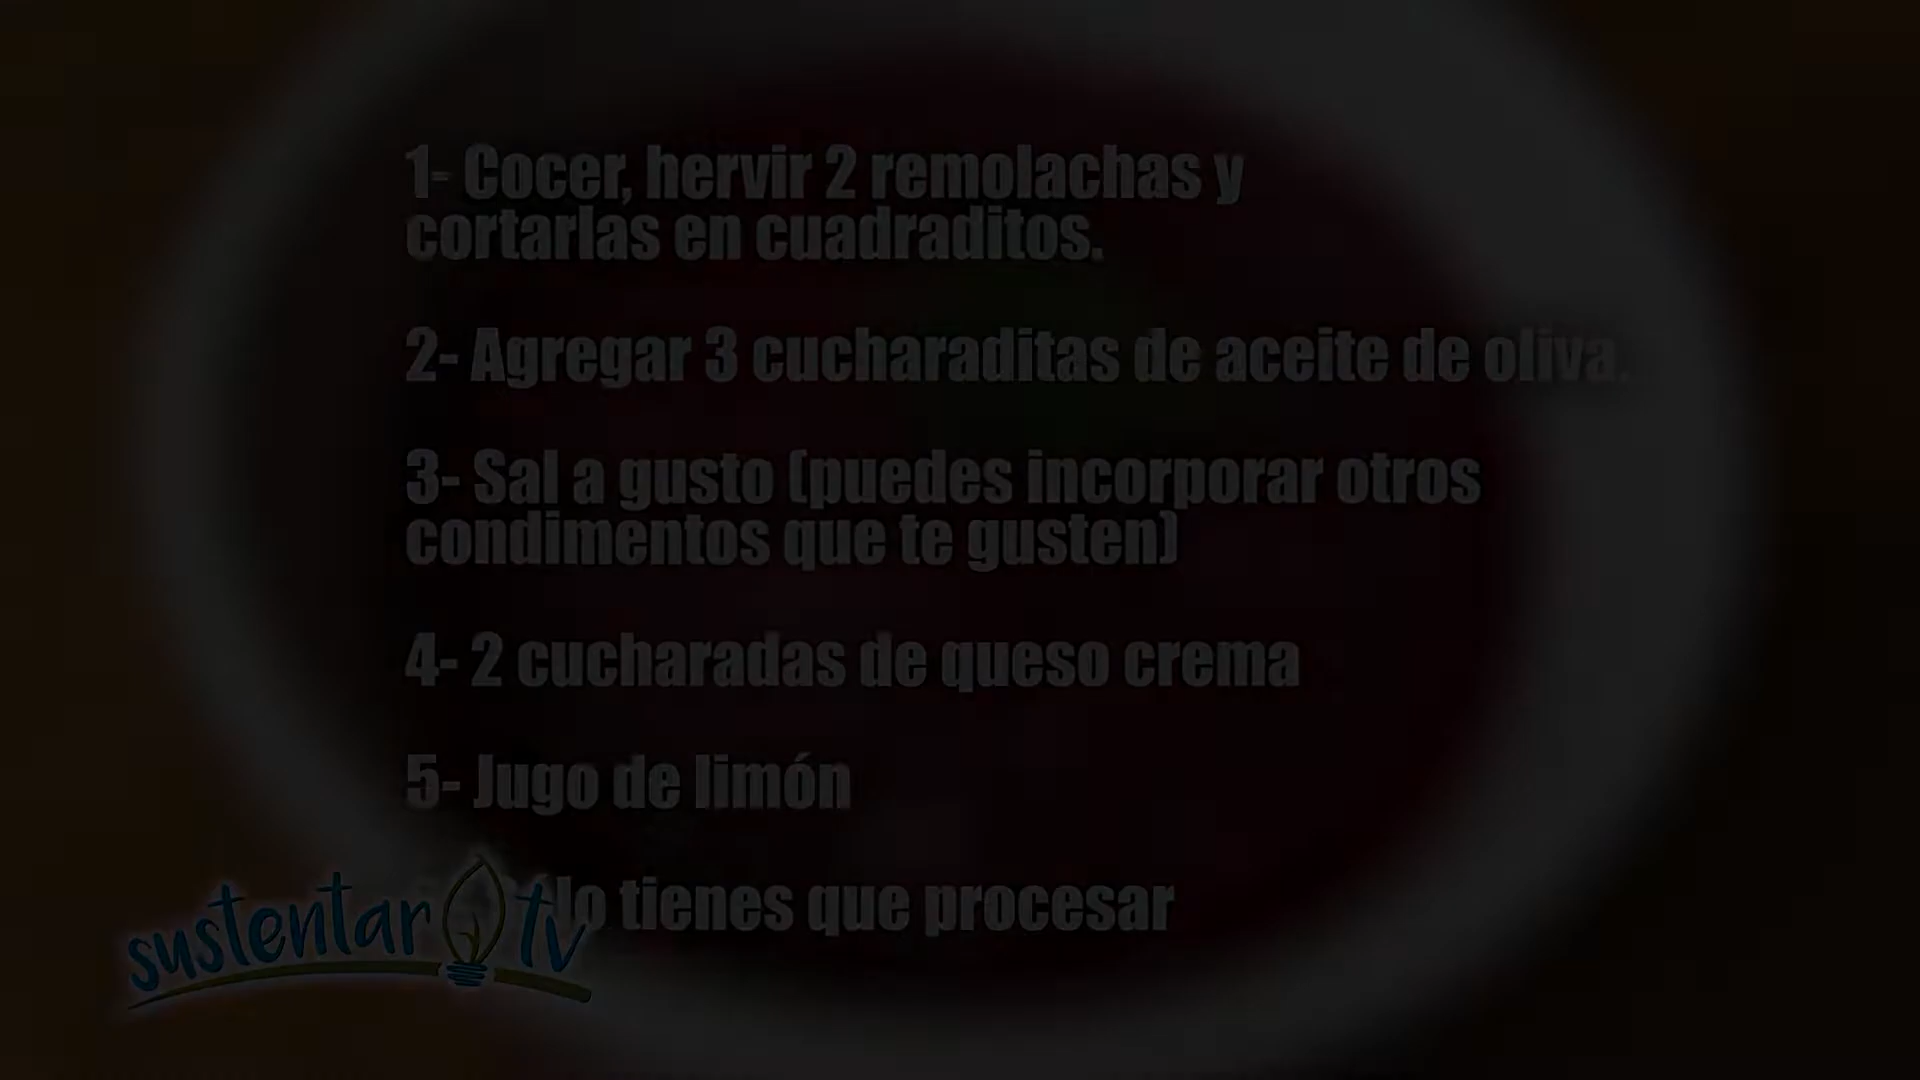 1- Cocer, hervir 2 remolachas y
cortarlas en cuadraditos.
2- Agregar 3 cucharaditas de aceite de oliva.
3- Sal a gusto (puedes incorporar otros
condimentos que te gusten)
4- 2 cucharadas de queso crema
5- Jugo de limón
lo tienes que procesar
sustentar tv